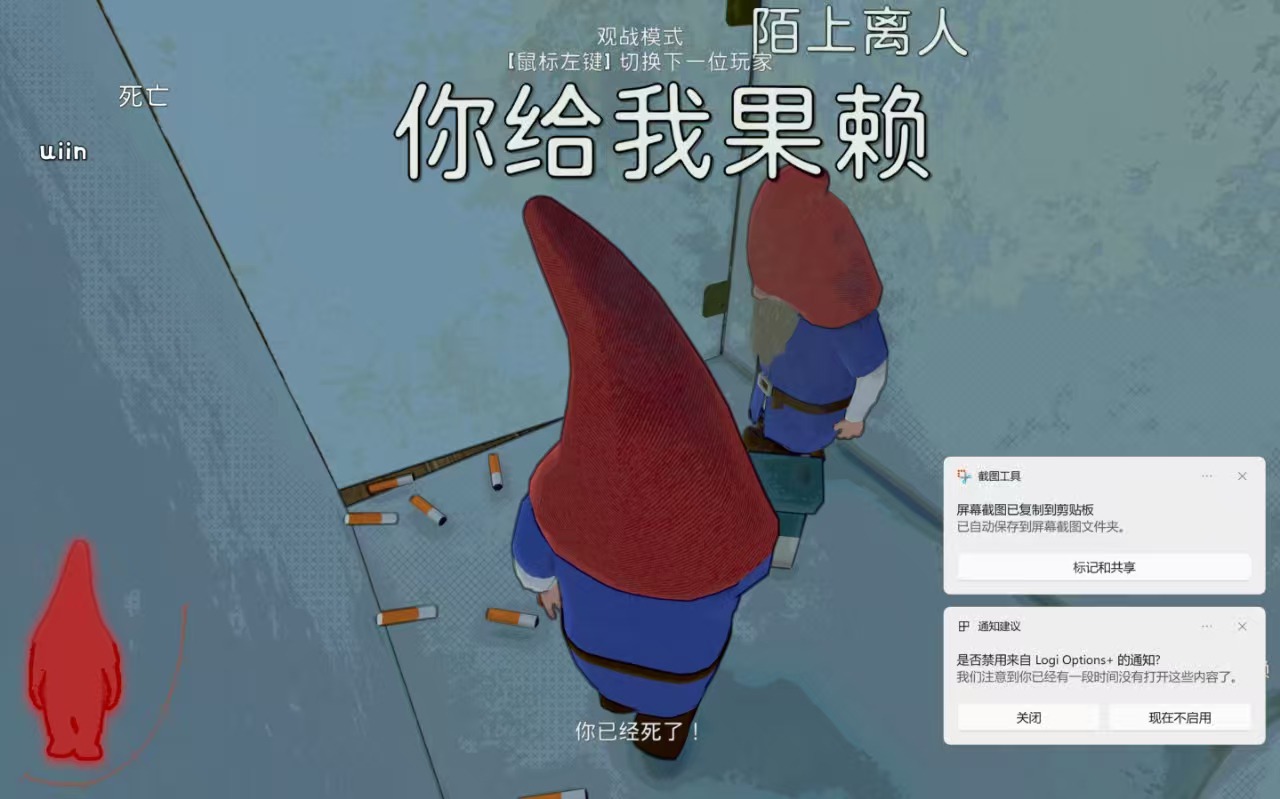 陌上离人
观战模式
[鼠标左键] 切换下一位玩家
死亡
你给我果赖
uiin
截图工具
屏幕截图已复制到剪贴板
已自动保存到屏幕截图文件夹。
标记和共享
通知建议
是否禁用来自 Logi Options+ 的通知?
我们注意到你已经有一段时间没有打开这些内容了。
关闭
现在不启用
你已经死了！